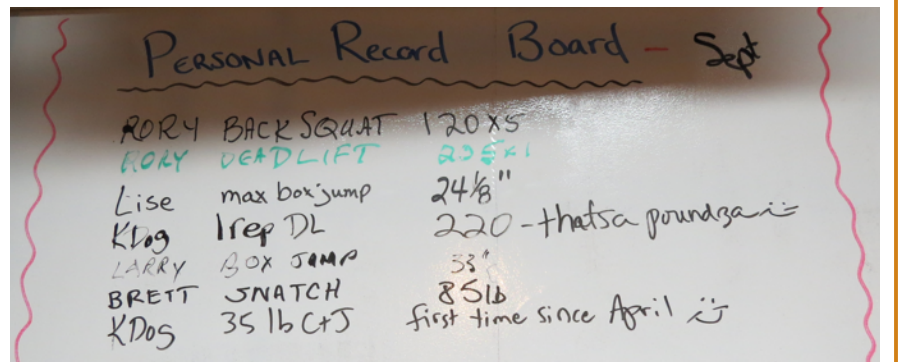 PERSONAL Record Board - Sept
RORY BACK SQUAT 120x5
RORY DEADLIFT 225x1
Lise max box jump 24 1/8"
KDog 1rep DL 220 - thatsa poundza :)
LARRY BOX JUMP 33"
BRETT SNATCH 85lb
KDog 35 lb C+J first time since April :)